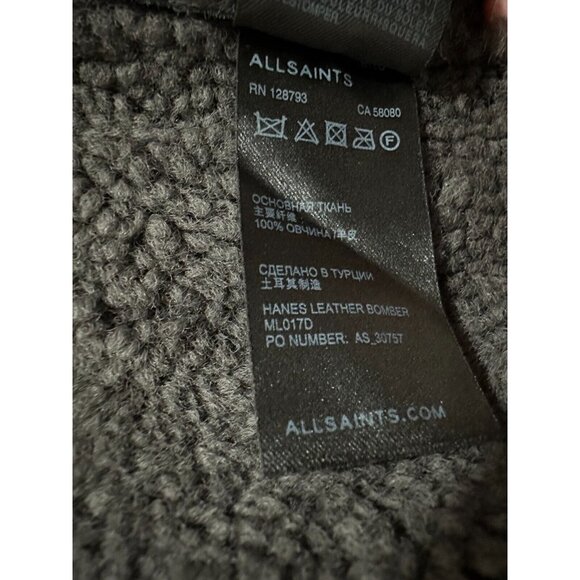 ALLSAINTS
RN 128793 CA 58080
F
ОСНОВНАЯ ТКАНЬ
主要纤维
100% ОВЧИНА /羊皮
СДЕЛАНО В ТУРЦИИ
土耳其制造
HANES LEATHER BOMBER
ML017D
PO NUMBER: AS_30757
ALLSAINTS.COM